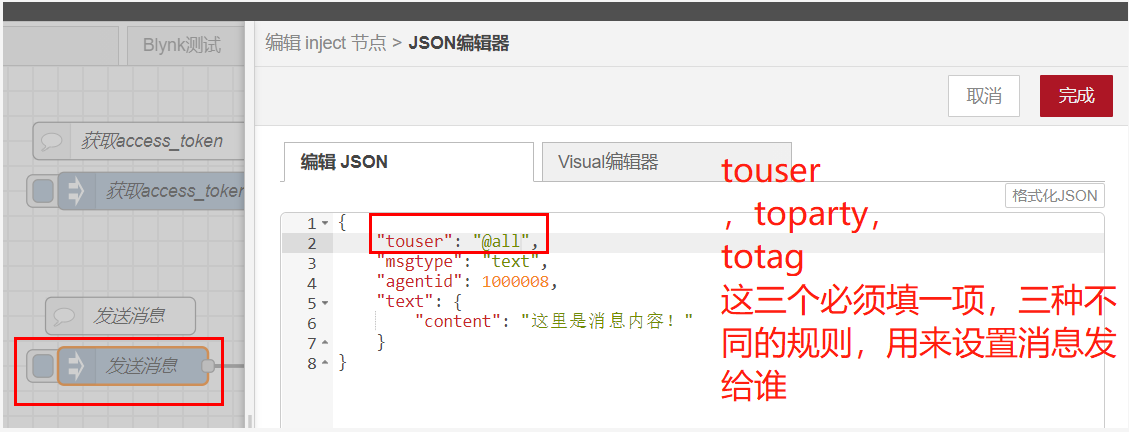 Blynk测试
编辑 inject 节点 > JSON编辑器
取消
完成
获取access_token
获取access_token
发送消息
发送消息
编辑 JSON
Visual编辑器
格式化JSON
1 {
2 "touser": "@all",
3 "msgtype": "text",
4 "agentid": 1000008,
5 "text": {
6 "content": "这里是消息内容！"
7 }
8 }
touser
，toparty，
totag
这三个必须填一项，三种不
同的规则，用来设置消息发
给谁